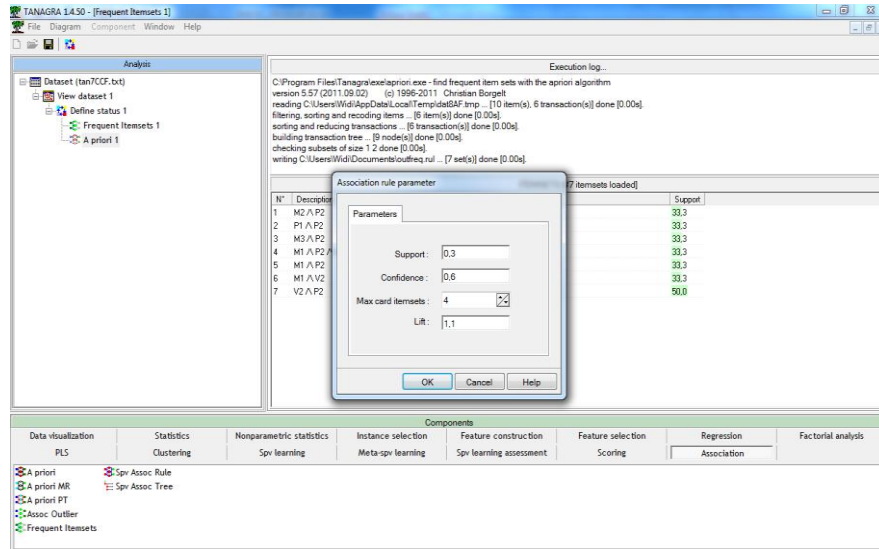 TANAGRA 1.4.50 - [Frequent Itemsets 1]
File Diagram Component Window Help
Analysis
Dataset (tan7CCF.txt)
View dataset 1
Define status 1
Frequent Itemsets 1
A priori 1
Execution log...
C:\Program Files\Tanagra\exe\apriori.exe - find frequent item sets with the apriori algorithm
version 5.57 (2011.09.02) (c) 1996-2011 Christian Borgelt
reading C:\Users\Widi\AppData\Local\Temp\dat8AF.tmp ... [10 item(s), 6 transaction(s)] done [0.00s].
filtering, sorting and recoding items ... [6 item(s)] done [0.00s].
sorting and reducing transactions ... [6 transaction(s)] done [0.00s].
building transaction tree ... [9 node(s)] done [0.00s].
checking subsets of size 1 2 done [0.00s].
writing C:\Users\Widi\Documents\outfreq.rul ... [7 set(s)] done [0.00s].
7 itemsets loaded]
N° Description Support
1 M2 /\ P2 33,3
2 P1 /\ P2 33,3
3 M3 /\ P2 33,3
4 M1 /\ P2 33,3
5 M1 /\ P2 33,3
6 M1 /\ V2 33,3
7 V2 /\ P2 50,0
Association rule parameter
Parameters
Support : 0,3
Confidence : 0,6
Max card itemsets : 4
Lift : 1,1
OK Cancel Help
Components
Data visualization Statistics Nonparametric statistics Instance selection Feature construction Feature selection Regression Factorial analysis
PLS Clustering Spv learning Meta-spv learning Spv learning assessment Scoring Association
A priori Spv Assoc Rule
A priori MR Spv Assoc Tree
A priori PT
Assoc Outlier
Frequent Itemsets